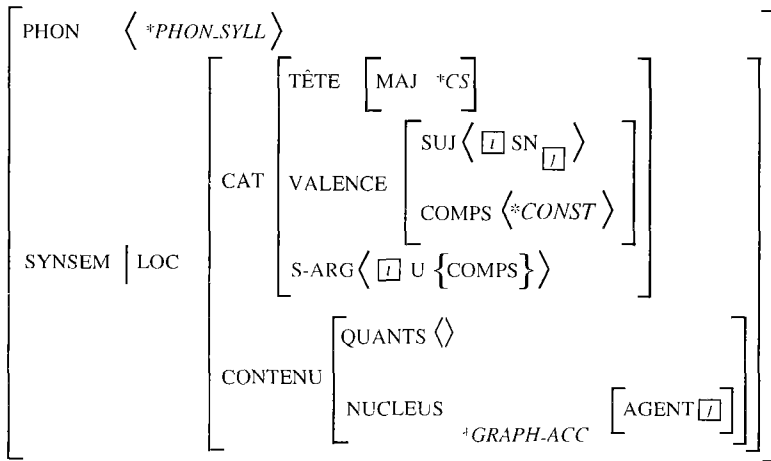 PHON ⟨ *PHON_SYLL ⟩
TÊTE [MAJ *CS]
SUJ ⟨ [1] SN [1] ⟩
CAT VALENCE
COMPS ⟨*CONST ⟩
SYNSEM | LOC S-ARG ⟨ [1] U {COMPS} ⟩
QUANTS ⟨⟩
CONTENU
NUCLEUS *GRAPH-ACC [AGENT [1]]